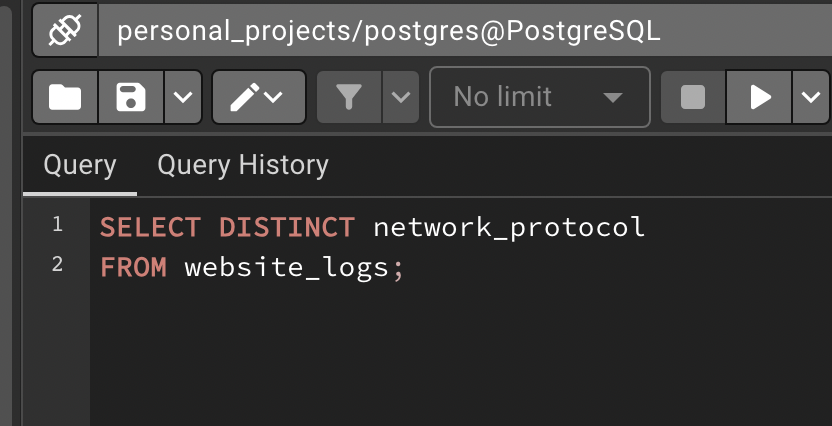 personal_projects/postgres@PostgreSQL
No limit
Query Query History
1 SELECT DISTINCT network_protocol
2 FROM website_logs;